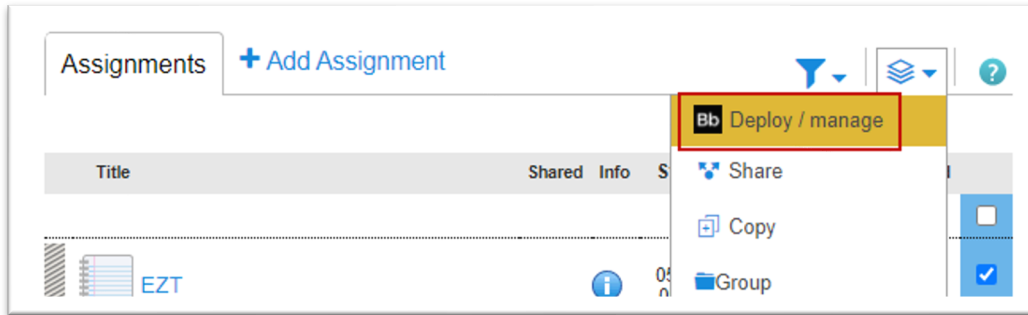 Assignments
+ Add Assignment
?
Bb Deploy / manage
Title
Shared
Info
Share
Copy
EZT
i
Group